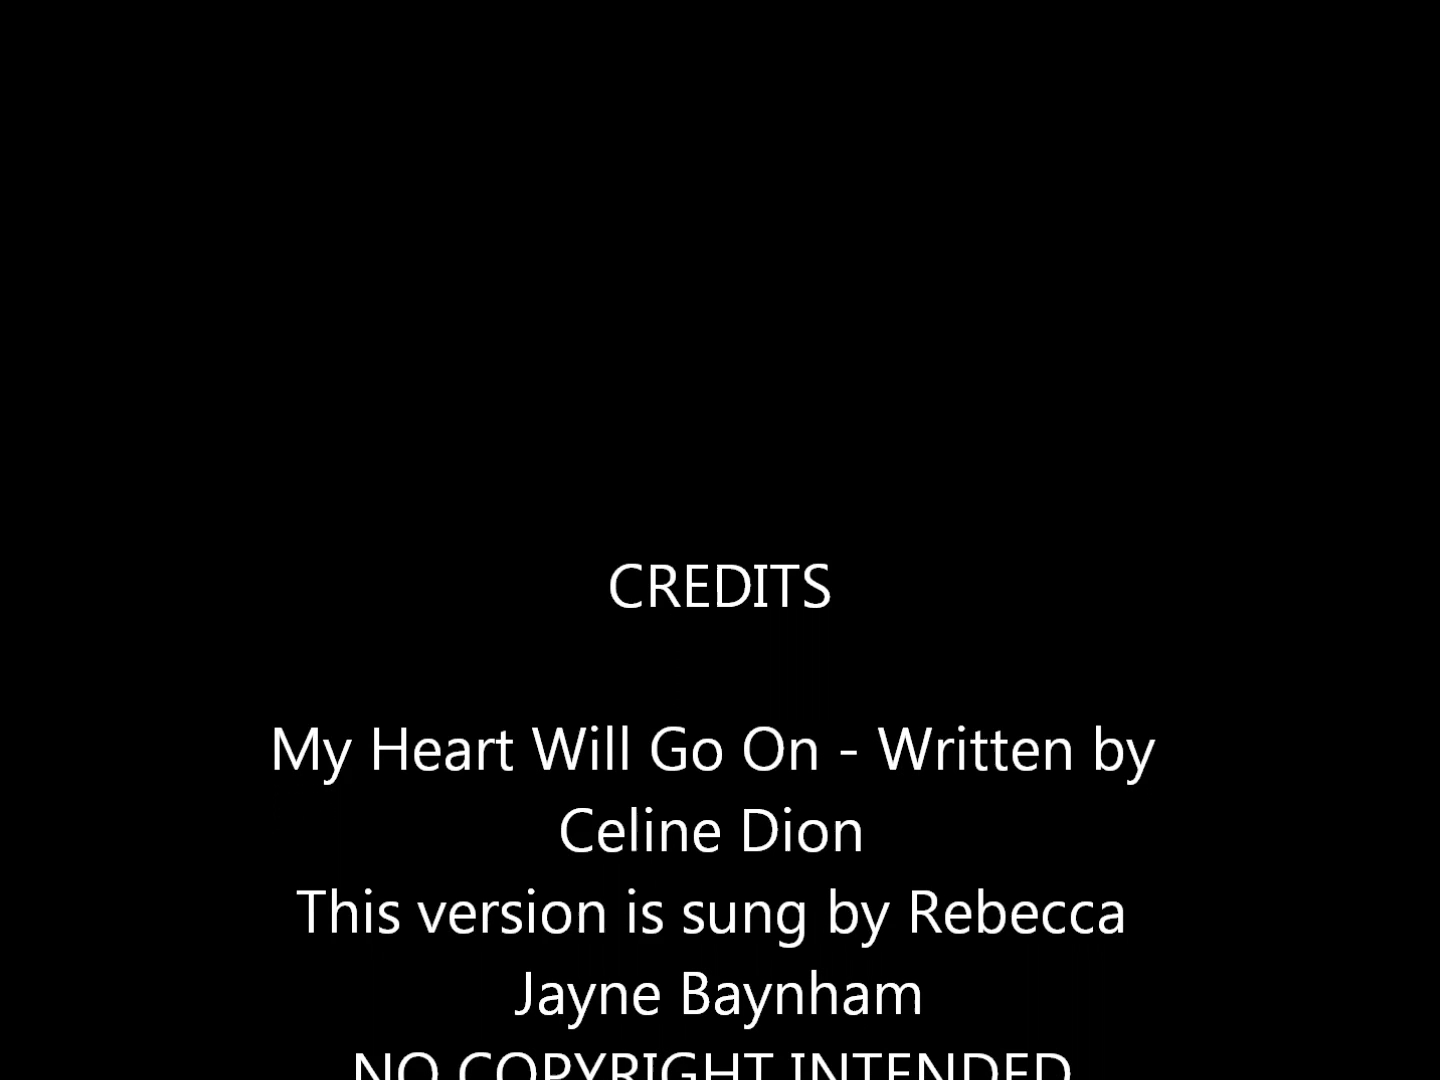 CREDITS
My Heart Will Go On - Written by
Celine Dion
This version is sung by Rebecca
Jayne Baynham
NO COPYRIGHT INTENDED